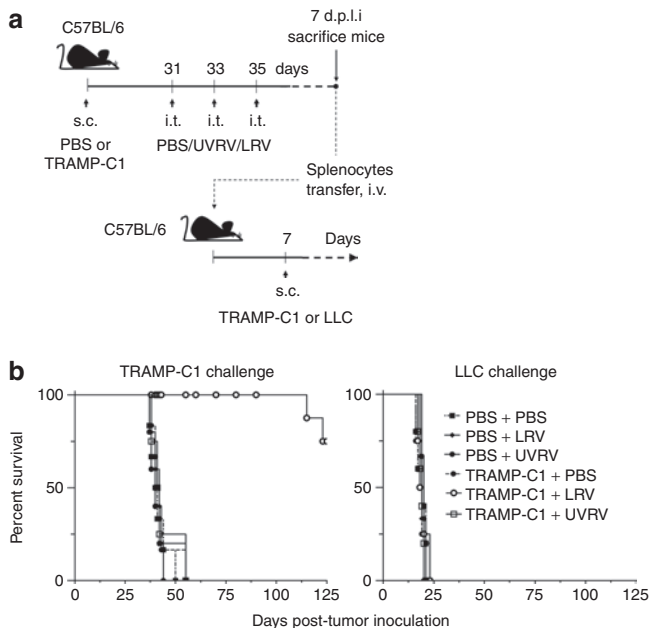 a
C57BL/6
7 d.p.l.i
sacrifice mice
31 33 35 days
s.c. i.t. i.t. i.t.
PBS or
TRAMP-C1
PBS/UVRV/LRV
Splenocytes
transfer, i.v.
C57BL/6
7 Days
s.c.
TRAMP-C1 or LLC
b
TRAMP-C1 challenge
LLC challenge
Percent survival
100
50
0
0 25 50 75 100 125
100
50
0
0 25 50 75 100 125
PBS + PBS
PBS + LRV
PBS + UVRV
TRAMP-C1 + PBS
TRAMP-C1 + LRV
TRAMP-C1 + UVRV
Days post-tumor inoculation